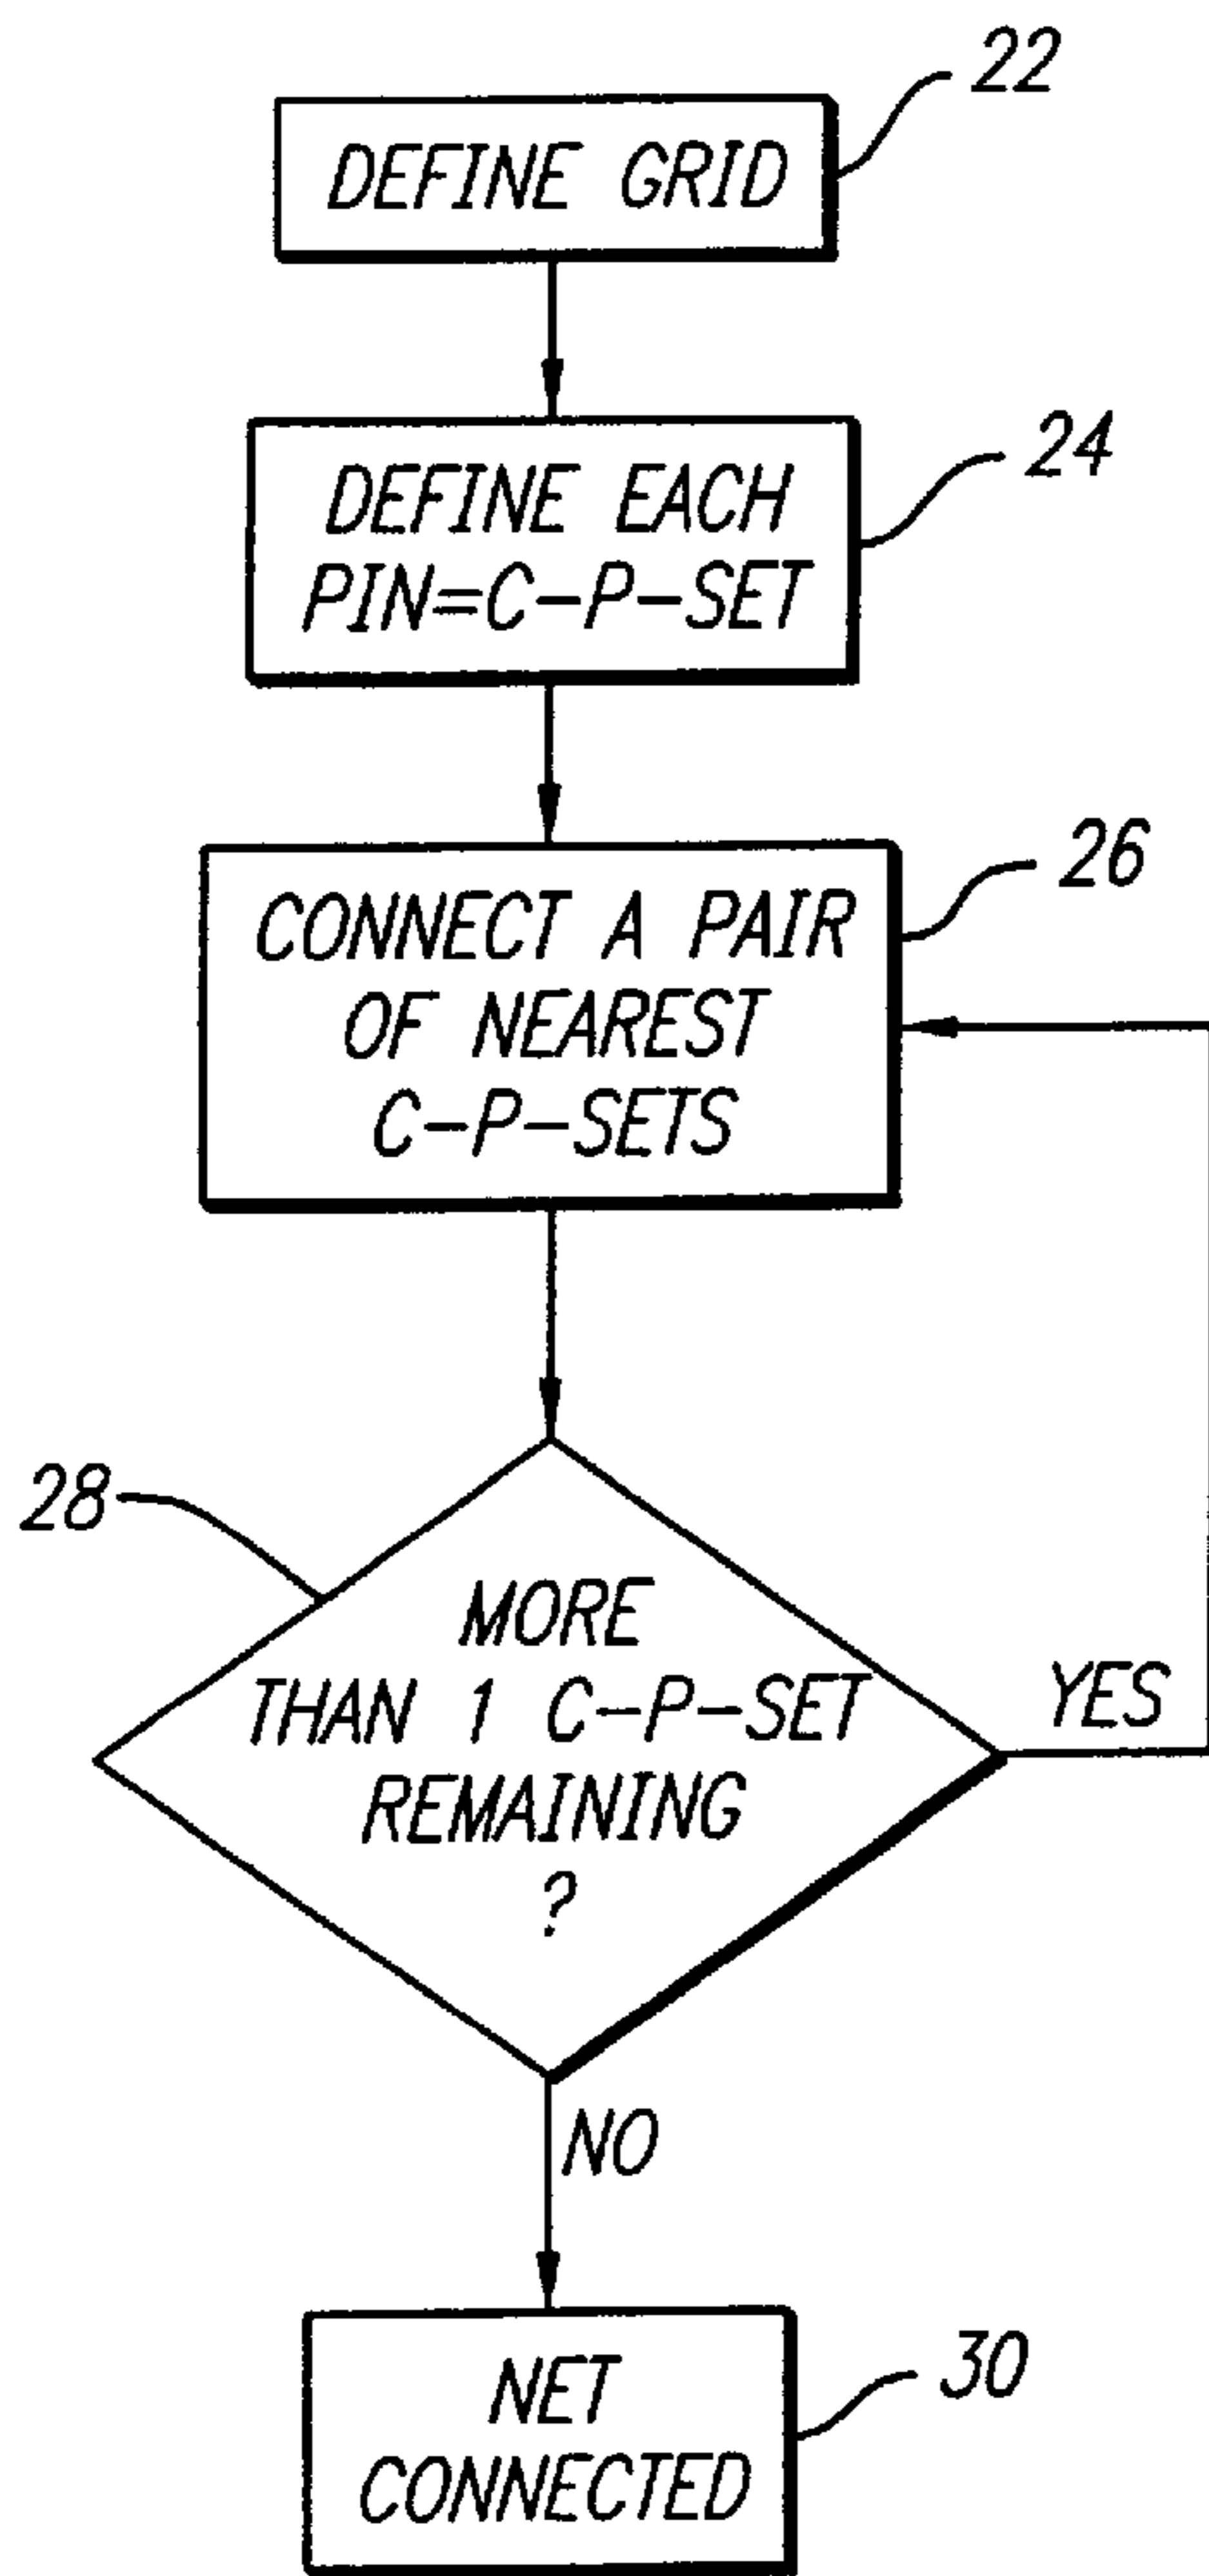 22
DEFINE GRID
24
DEFINE EACH
PIN=C-P-SET
26
CONNECT A PAIR
OF NEAREST
C-P-SETS
28
MORE
THAN 1 C-P-SET
REMAINING
?
YES
NO
30
NET
CONNECTED